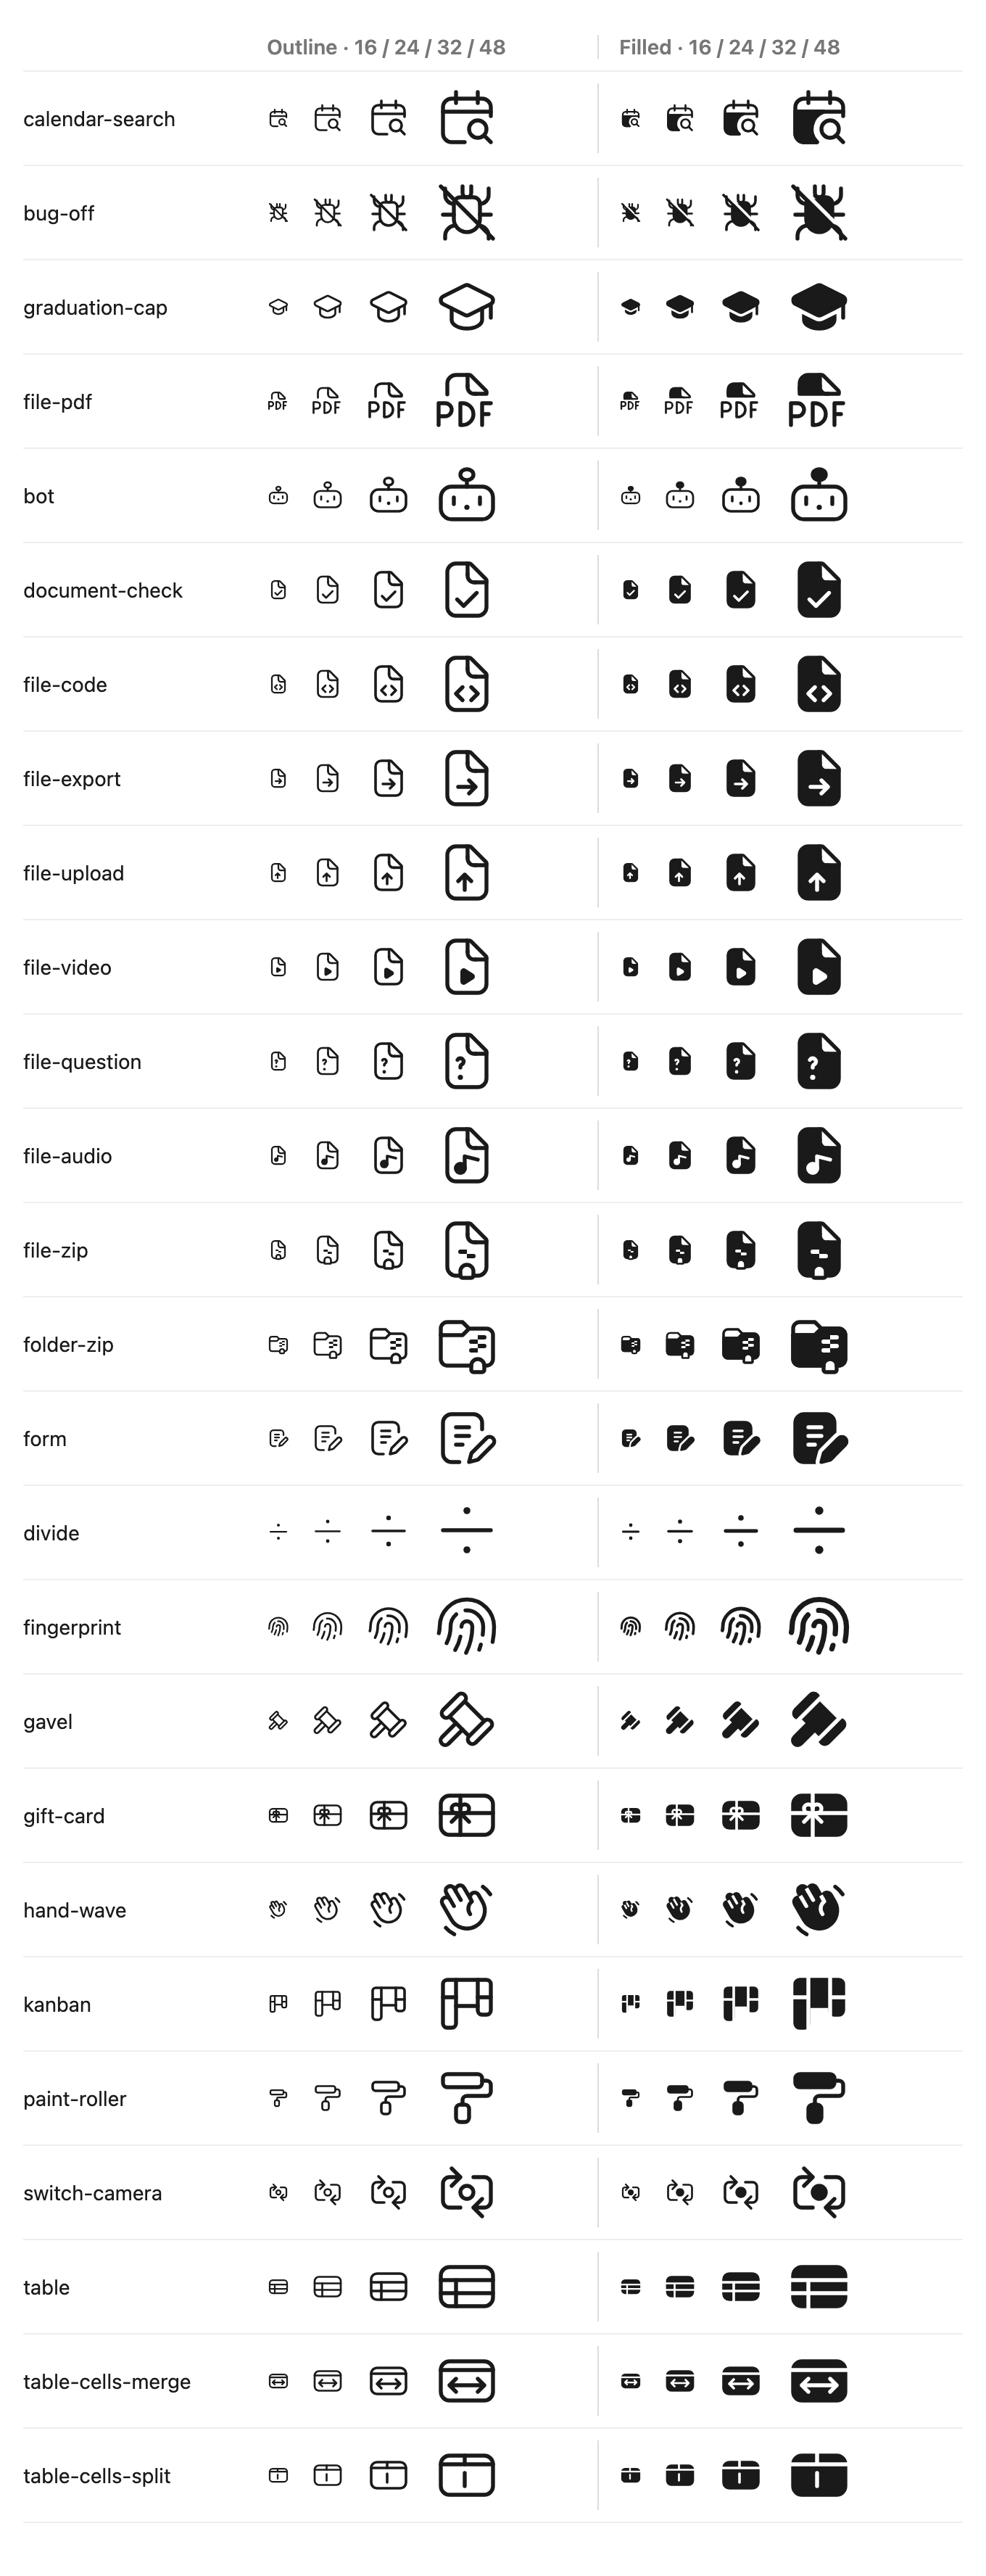 Outline · 16 / 24 / 32 / 48
Filled · 16 / 24 / 32 / 48
calendar-search
bug-off
graduation-cap
file-pdf
PDF PDF PDF PDF PDF PDF PDF PDF
bot
document-check
file-code
file-export
file-upload
file-video
file-question
? ? ? ? ? ? ? ?
file-audio
file-zip
folder-zip
form
divide
fingerprint
gavel
gift-card
hand-wave
kanban
paint-roller
switch-camera
table
table-cells-merge
table-cells-split